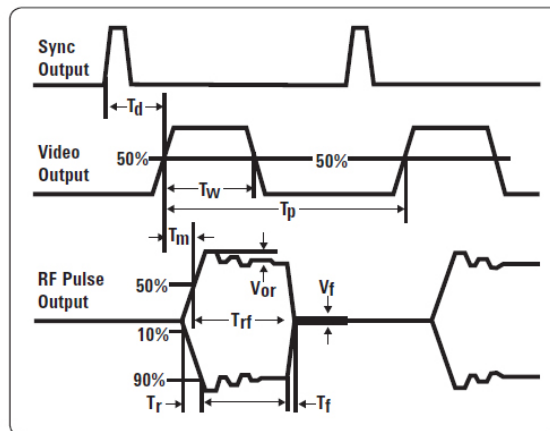 Sync
Output
Td
Video
Output
50%
50%
TW
Tp
Tm
RF Pulse
Output
50%
Vor
Vf
Trf
10%
90%
Tr
Tf